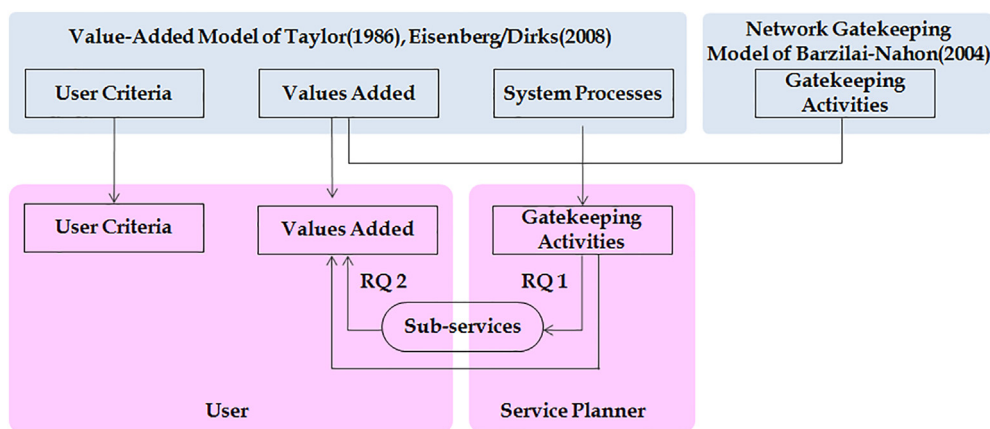 Value-Added Model of Taylor(1986), Eisenberg/Dirks(2008)
User Criteria
Values Added
System Processes
Network Gatekeeping
Model of Barzilai-Nahon(2004)
Gatekeeping
Activities
User Criteria
Values Added
Gatekeeping
Activities
RQ 2
RQ 1
Sub-services
User
Service Planner